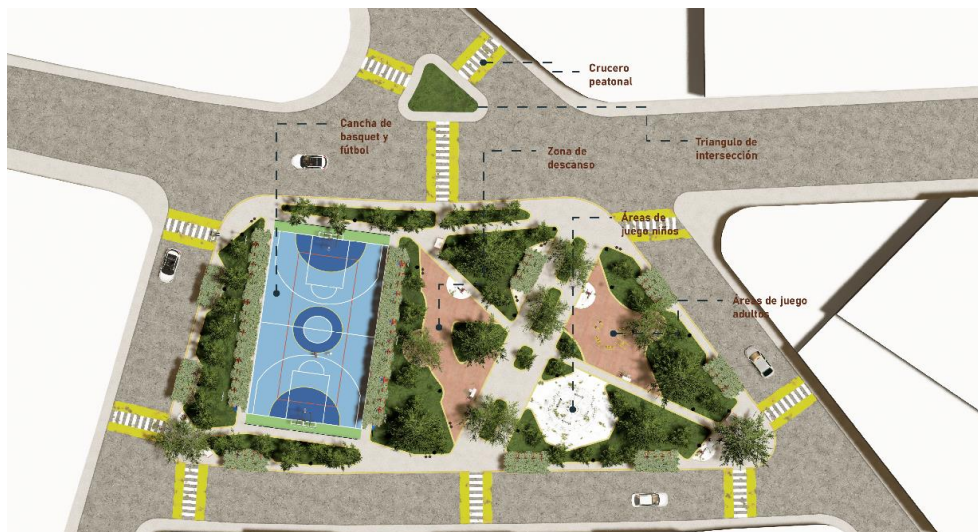 Crucero
peatonal
Cancha de
basquet y
fútbol
Zona de
descanso
Triangulo de
intersección
Áreas de
juego niños
Áreas de juego
adultos